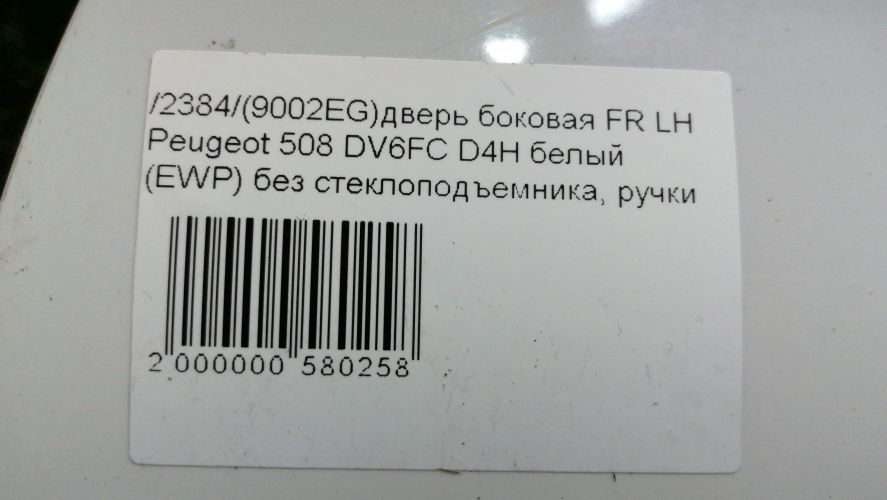 /2384/(9002EG)дверь боковая FR LH
Peugeot 508 DV6FC D4H белый
(EWP) без стеклоподъемника, ручки
2 000000 580258